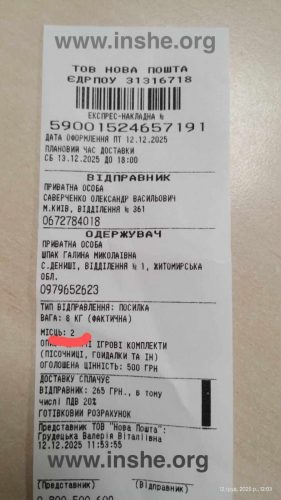 www.inshe.org
ТОВ НОВА ПОШТА
ЄДРПОУ 31316718
ЕКСПРЕС-НАКЛАДНА №
59001524657191
ДАТА ОФОРМЛЕННЯ ПТ 12.12.2025
ПЛАНОВИЙ ЧАС ДОСТАВКИ
СБ 13.12.2025 ДО 18:00
ВІДПРАВНИК
ПРИВАТНА ОСОБА
САВЕРЧЕНКО ОЛЕКСАНДР ВАСИЛЬОВИЧ
М.КИЇВ, ВІДДІЛЕННЯ № 361
0672784018
ОДЕРЖУВАЧ
ПРИВАТНА ОСОБА
ШПАК ГАЛИНА МИКОЛАЇВНА
С.ДЕНИШІ, ВІДДІЛЕННЯ № 1, ЖИТОМИРСЬКА
ОБЛ.
0979652623
ТИП ВІДПРАВЛЕННЯ: ПОСИЛКА
ВАГА: 8 КГ (ФАКТИЧНА)
МІСЦЬ: 2
ІГРОВІ КОМПЛЕКТИ
(ПІСОЧНИЦІ, ГОЙДАЛКИ ТА ІН)
ОГОЛОШЕНА ЦІННІСТЬ: 500 ГРН
ДОСТАВКУ СПЛАЧУЄ
ВІДПРАВНИК: 265 ГРН., в тому
числі ПДВ 20%
ГОТІВКОВИЙ РОЗРАХУНОК
Представник ТОВ "Нова Пошта":
Грудецька Валерія Віталіївна
12.12.2025 11:53:55
12 груд. 2025 р., 12:03
www.inshe.org
(Представник) (Відправник)
0 800 500 609